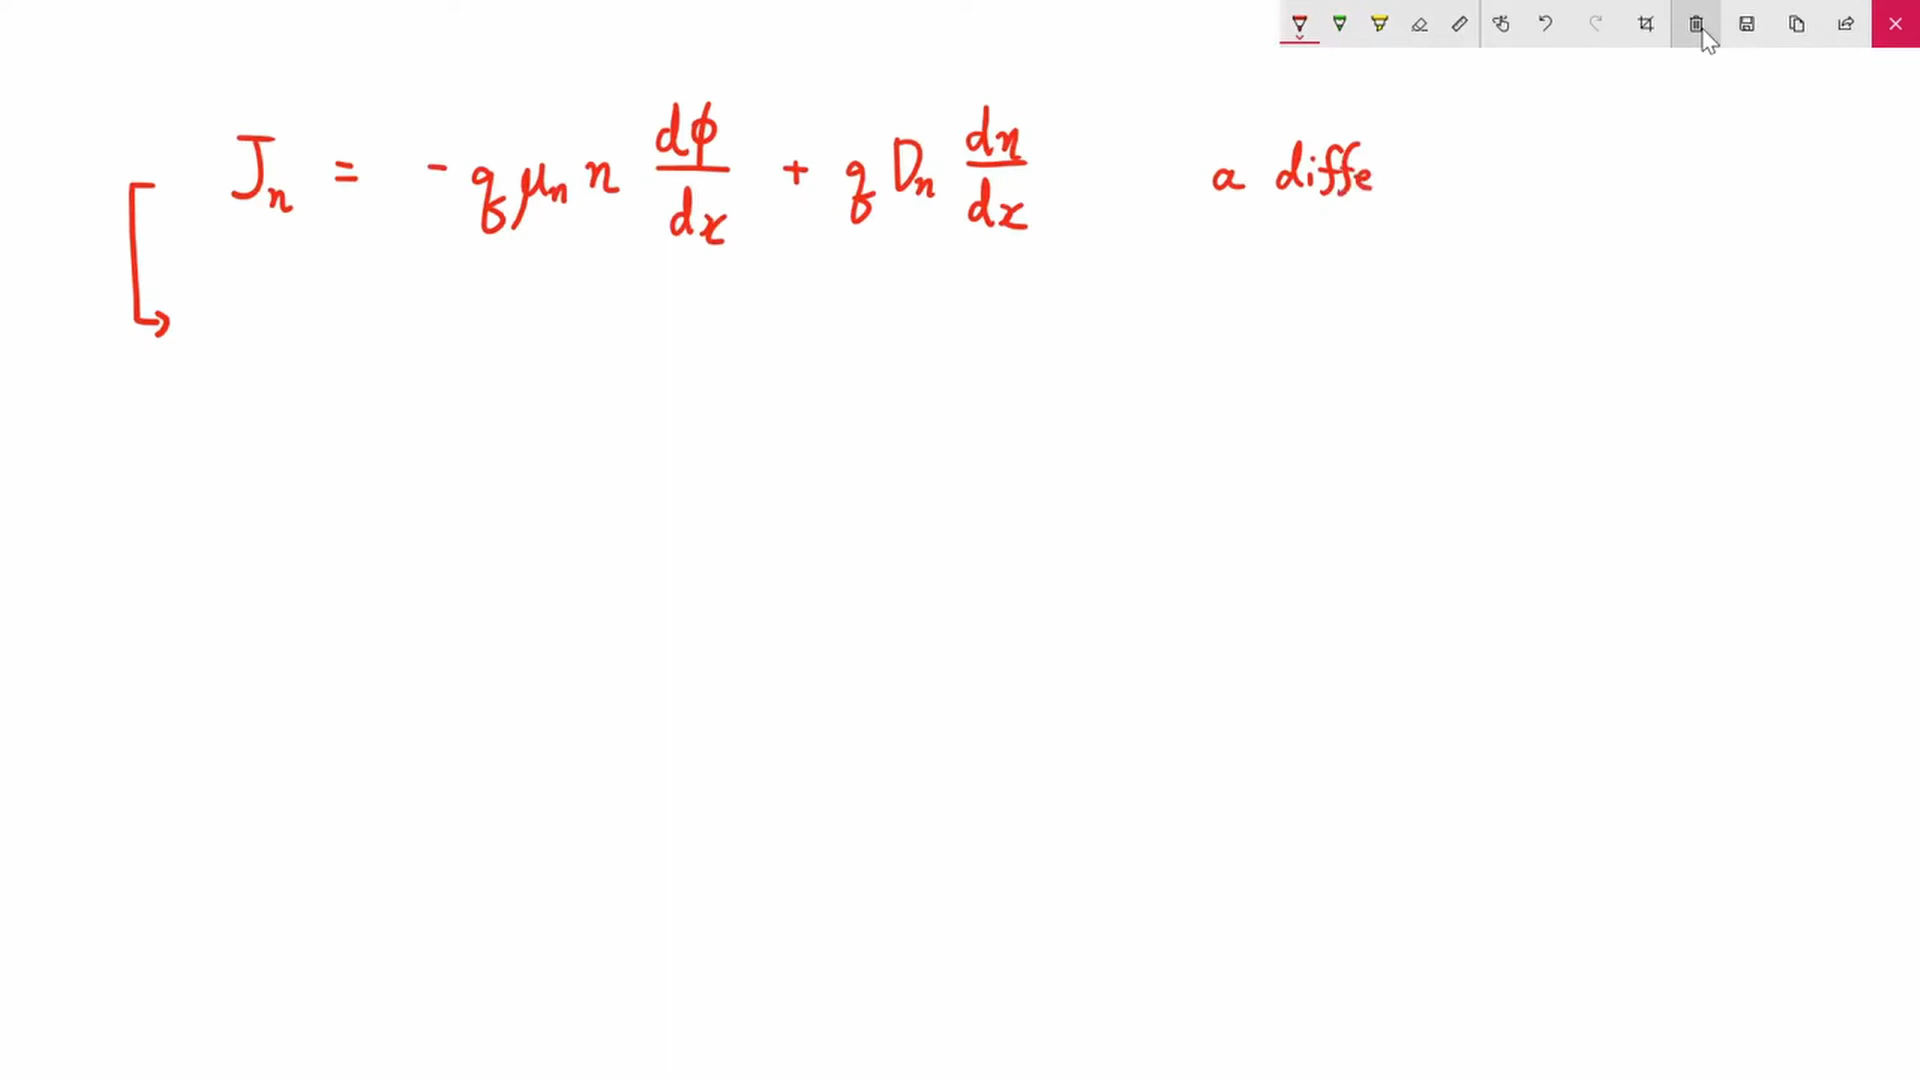 Jn = - q μn n dφ/dx + q Dn dn/dx a diffe